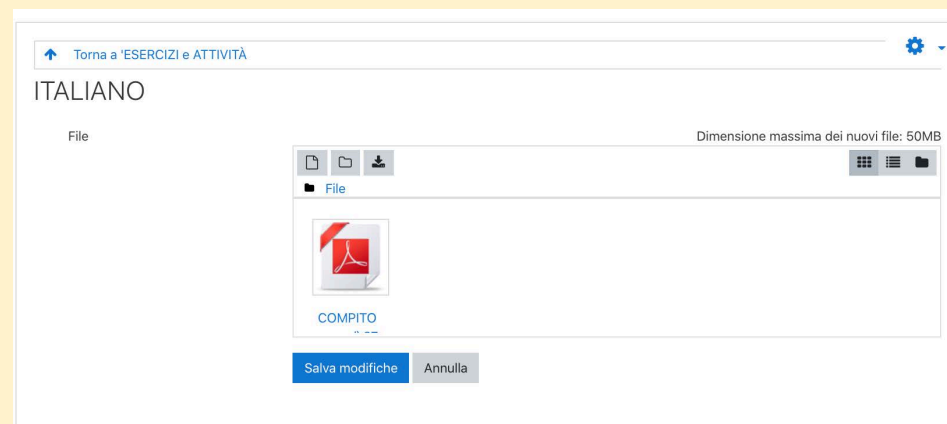 Torna a 'ESERCIZI e ATTIVITÀ
ITALIANO
File
Dimensione massima dei nuovi file: 50MB
File
COMPITO
Salva modifiche
Annulla